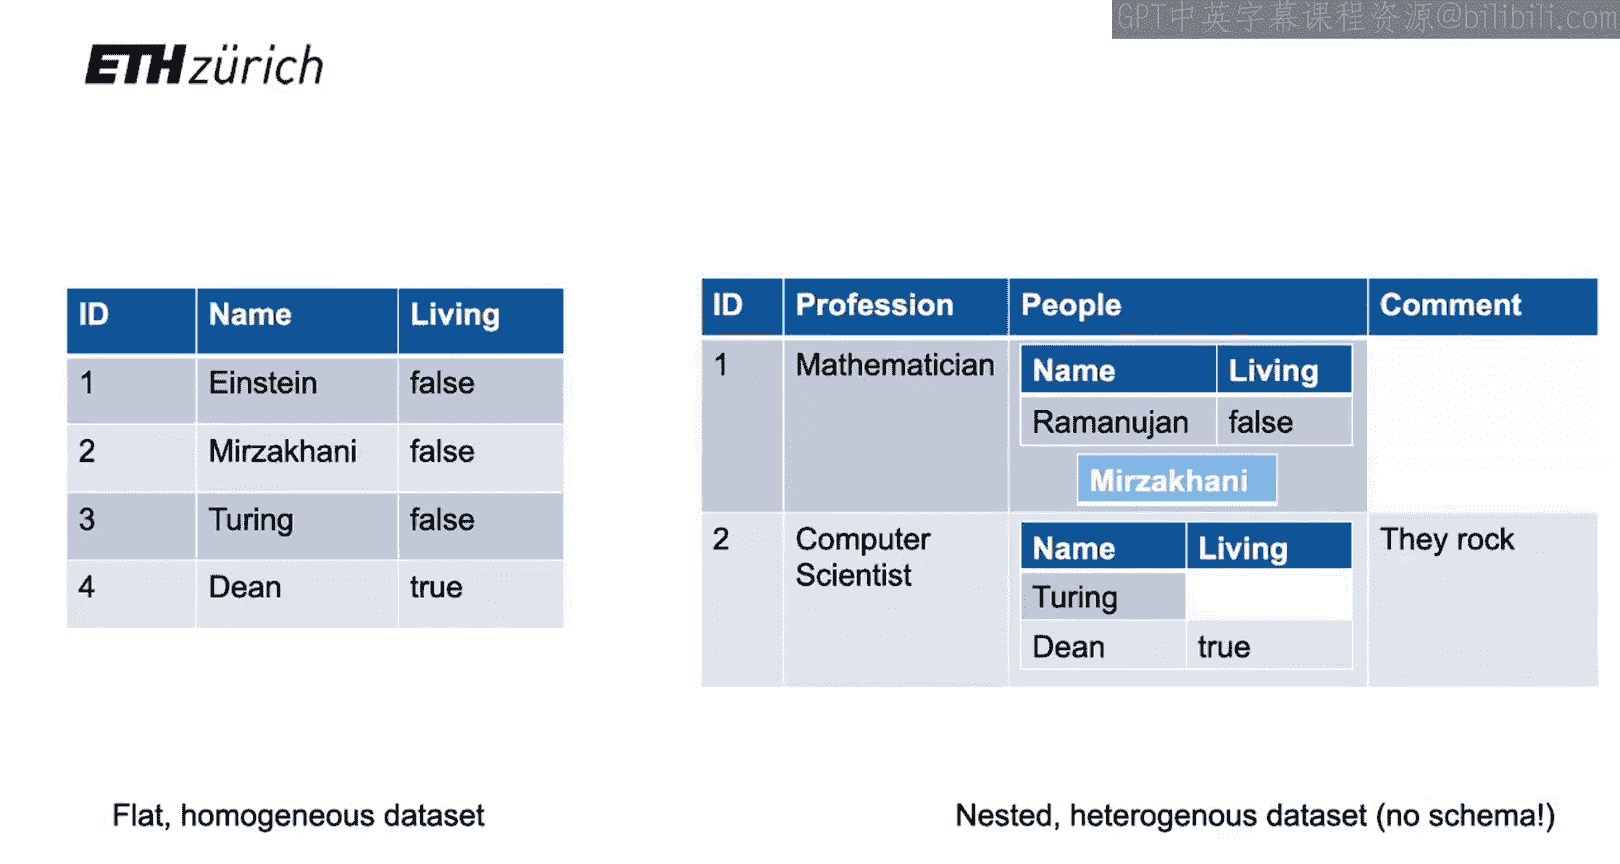 GPT中英字幕课程资源@bilibili.com
ETH zürich
ID Name Living
1 Einstein false
2 Mirzakhani false
3 Turing false
4 Dean true
ID Profession People Comment
1 Mathematician
Name Living
Ramanujan false
Mirzakhani
2 Computer
Scientist
Name Living
Turing
Dean true
They rock
Flat, homogeneous dataset
Nested, heterogenous dataset (no schema!)